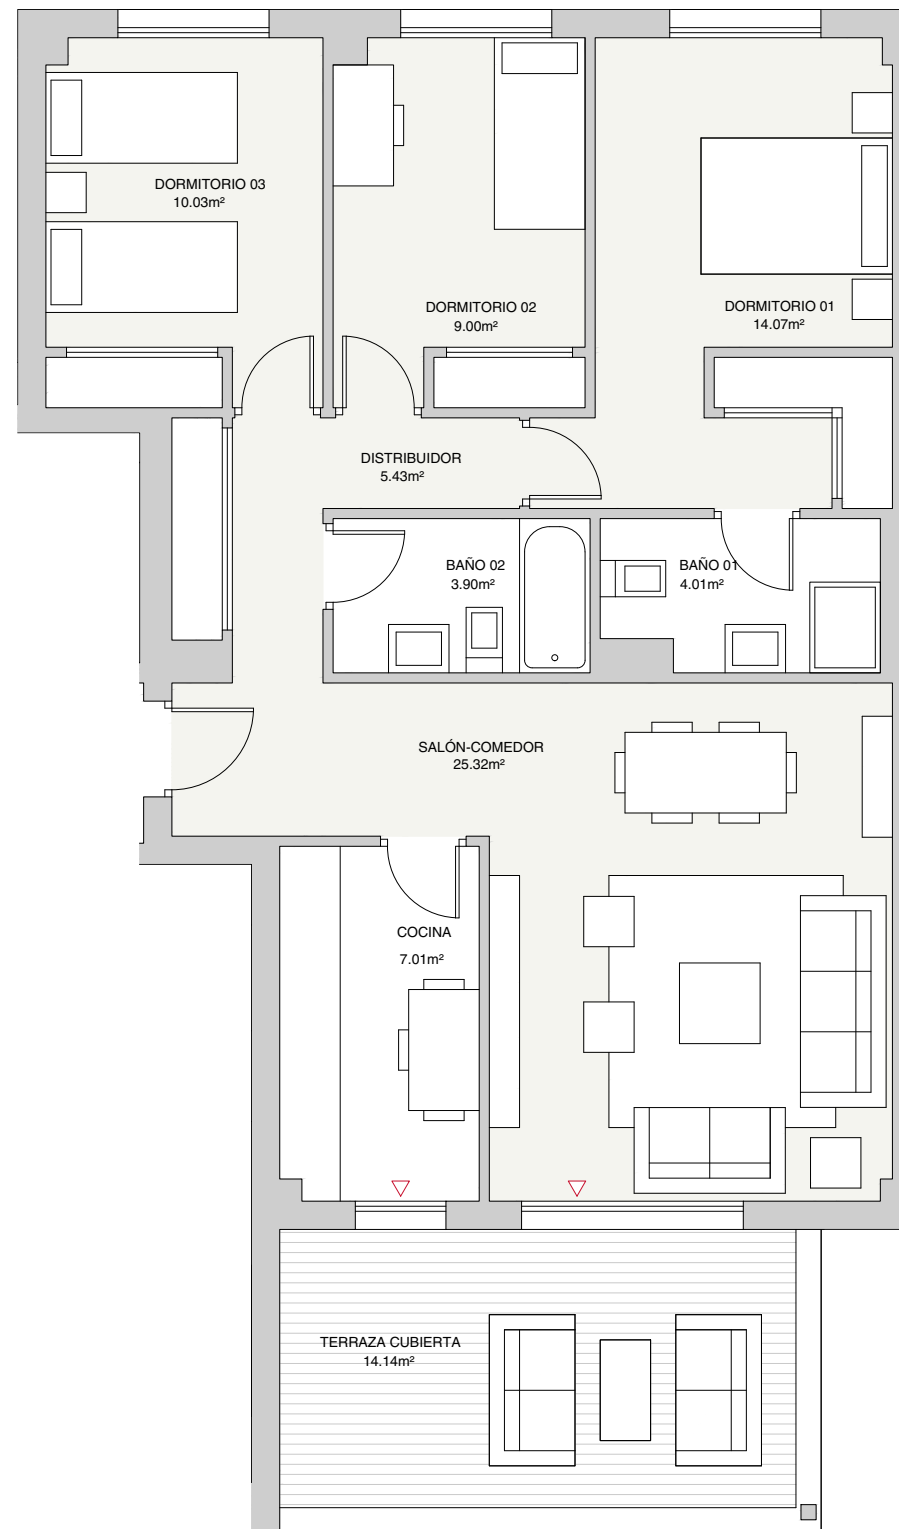 DORMITORIO 03
10.03m²
DORMITORIO 02
9.00m²
DORMITORIO 01
14.07m²
DISTRIBUIDOR
5.43m²
BAÑO 02
3.90m²
BAÑO 01
4.01m²
SALÓN-COMEDOR
25.32m²
COCINA
7.01m²
TERRAZA CUBIERTA
14.14m²